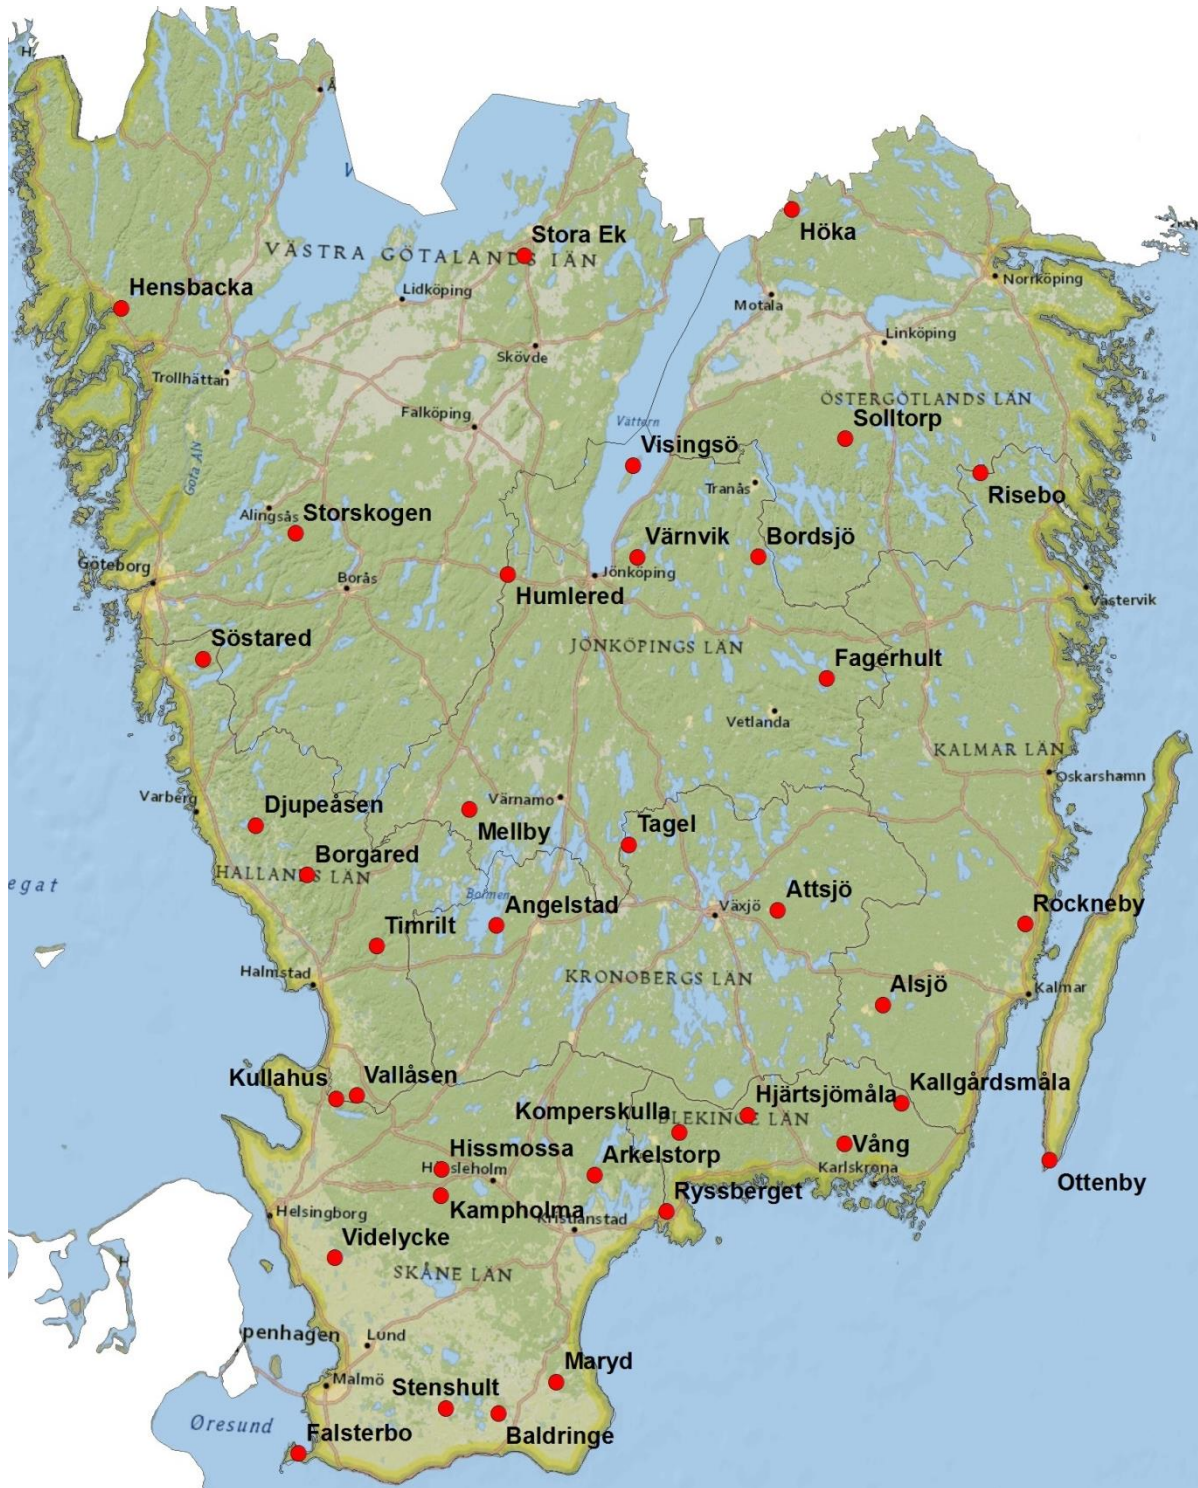 H
Å
V
Stora Ek
VÄSTRA GÖTALANDS LÄN
Höka
Hensbacka
Lidköping
Norrköping
Motala
Linköping
Skövde
Trollhättan
ÖSTERGÖTLANDS LÄN
Falköping
Vättern
Solltorp
Visingsö
Göta Älv
Tranås
Risebo
Alingsås
Storskogen
Värnvik
Bordsjö
Göteborg
Borås
Jönköping
Humlered
Västervik
Söstared
JÖNKÖPINGS LÄN
Fagerhult
Vetlanda
KALMAR LÄN
Oskarshamn
Varberg
Djupeåsen
Värnamo
Mellby
Tagel
Borgared
HALLANDS LÄN
egat
Bolmen
Angelstad
Växjö
Attsjö
Rockneby
Timrilt
Halmstad
KRONOBERGS LÄN
Alsjö
Kalmar
Kullahus
Vallåsen
Kallgårdsmåla
Komperskulla
Hjärtsjömåla
BLEKINGE LÄN
Hissmossa
Hässleholm
Arkelstorp
Vång
Karlskrona
Ottenby
Ryssberget
Kampholma
Helsingborg
Kristianstad
Videlycke
H
SKÅNE LÄN
penhagen
Lund
Maryd
Malmö
Stenshult
Øresund
Falsterbo
Baldringe